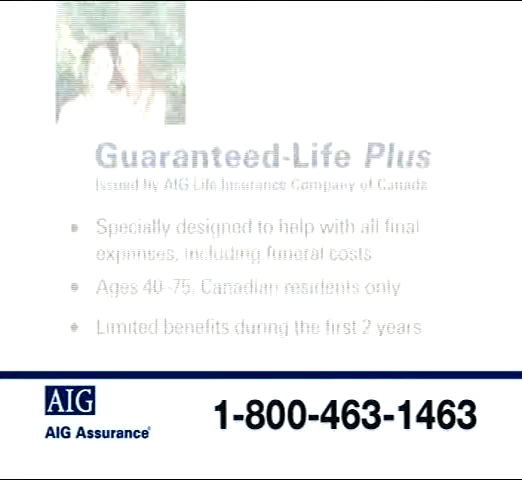 Guaranteed-Life Plus
Issued by AIG Life Insurance Company of Canada
• Specially designed to help with all final
expenses, including funeral costs
• Ages 40-75, Canadian residents only
• Limited benefits during the first 2 years
AIG
AIG Assurance
1-800-463-1463